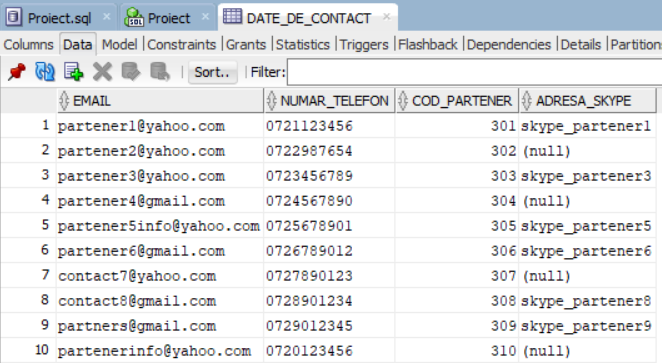 Proiect.sql Proiect DATE_DE_CONTACT
Columns Data Model Constraints Grants Statistics Triggers Flashback Dependencies Details Partition
Sort.. Filter:
EMAIL NUMAR_TELEFON COD_PARTENER ADRESA_SKYPE
1 partener1@yahoo.com 0721123456 301 skype_partener1
2 partener2@yahoo.com 0722987654 302 (null)
3 partener3@yahoo.com 0723456789 303 skype_partener3
4 partener4@gmail.com 0724567890 304 (null)
5 partener5info@yahoo.com 0725678901 305 skype_partener5
6 partener6@gmail.com 0726789012 306 skype_partener6
7 contact7@yahoo.com 0727890123 307 (null)
8 contact8@gmail.com 0728901234 308 skype_partener8
9 partners@gmail.com 0729012345 309 skype_partener9
10 partenerinfo@yahoo.com 0720123456 310 (null)